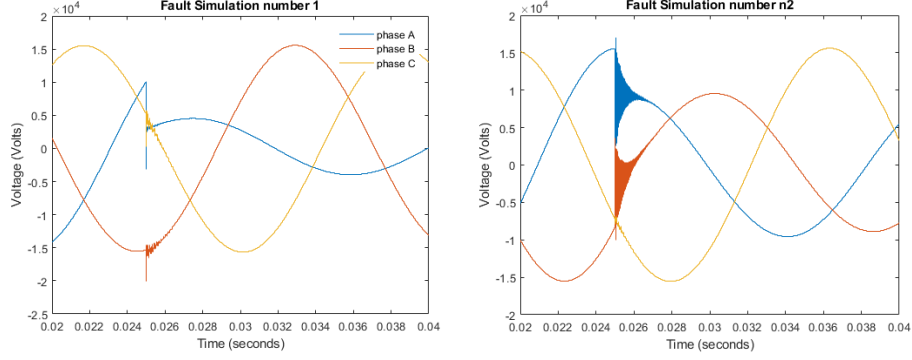 Fault Simulation number 1
×10⁴
2
1.5
1
0.5
0
-0.5
-1
-1.5
-2
-2.5
Voltage (Volts)
phase A
phase B
phase C
0.02 0.022 0.024 0.026 0.028 0.03 0.032 0.034 0.036 0.038 0.04
Time (seconds)
Fault Simulation number n2
×10⁴
2
1.5
1
0.5
0
-0.5
-1
-1.5
-2
Voltage (Volts)
0.02 0.022 0.024 0.026 0.028 0.03 0.032 0.034 0.036 0.038 0.04
Time (seconds)